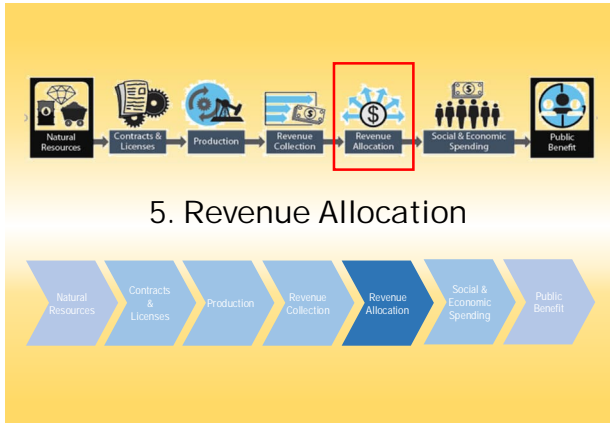 Natural
Resources
Contracts &
Licenses
Production
Revenue
Collection
$
Revenue
Allocation
Social & Economic
Spending
Public
Benefit
5. Revenue Allocation
Natural
Resources
Contracts
&
Licenses
Production
Revenue
Collection
Revenue
Allocation
Social &
Economic
Spending
Public
Benefit